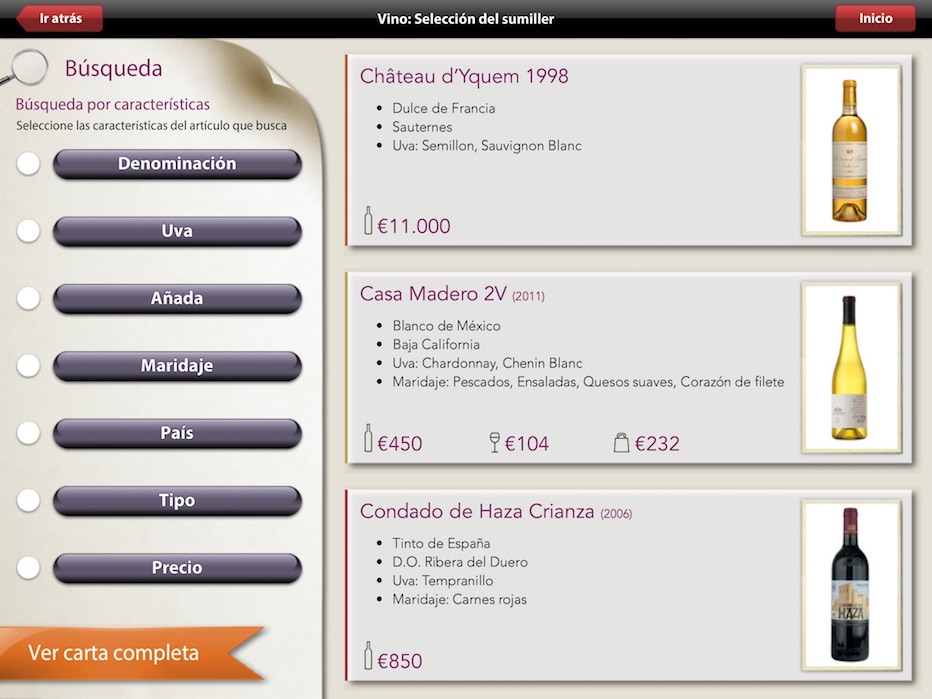 Ir atrás
Vino: Selección del sumiller
Inicio
Búsqueda
Búsqueda por características
Seleccione las características del artículo que busca
Denominación
Uva
Añada
Maridaje
País
Tipo
Precio
Ver carta completa
Château d’Yquem 1998
• Dulce de Francia
• Sauternes
• Uva: Semillon, Sauvignon Blanc
€11.000
Casa Madero 2V (2011)
• Blanco de México
• Baja California
• Uva: Chardonnay, Chenin Blanc
• Maridaje: Pescados, Ensaladas, Quesos suaves, Corazón de filete
€450 €104 €232
Condado de Haza Crianza (2006)
• Tinto de España
• D.O. Ribera del Duero
• Uva: Tempranillo
• Maridaje: Carnes rojas
€850
HAZA